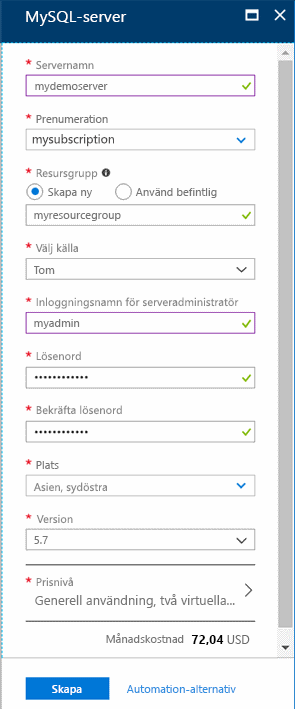 MySQL-server
* Servernamn
mydemoserver
* Prenumeration
mysubscription
* Resursgrupp
Skapa ny Använd befintlig
myresourcegroup
* Välj källa
Tom
* Inloggningsnamn för serveradministratör
myadmin
* Lösenord
••••••••••••
* Bekräfta lösenord
••••••••••••
* Plats
Asien, sydöstra
* Version
5.7
* Prisnivå
Generell användning, två virtuella...
Månadskostnad 72,04 USD
Skapa Automation-alternativ